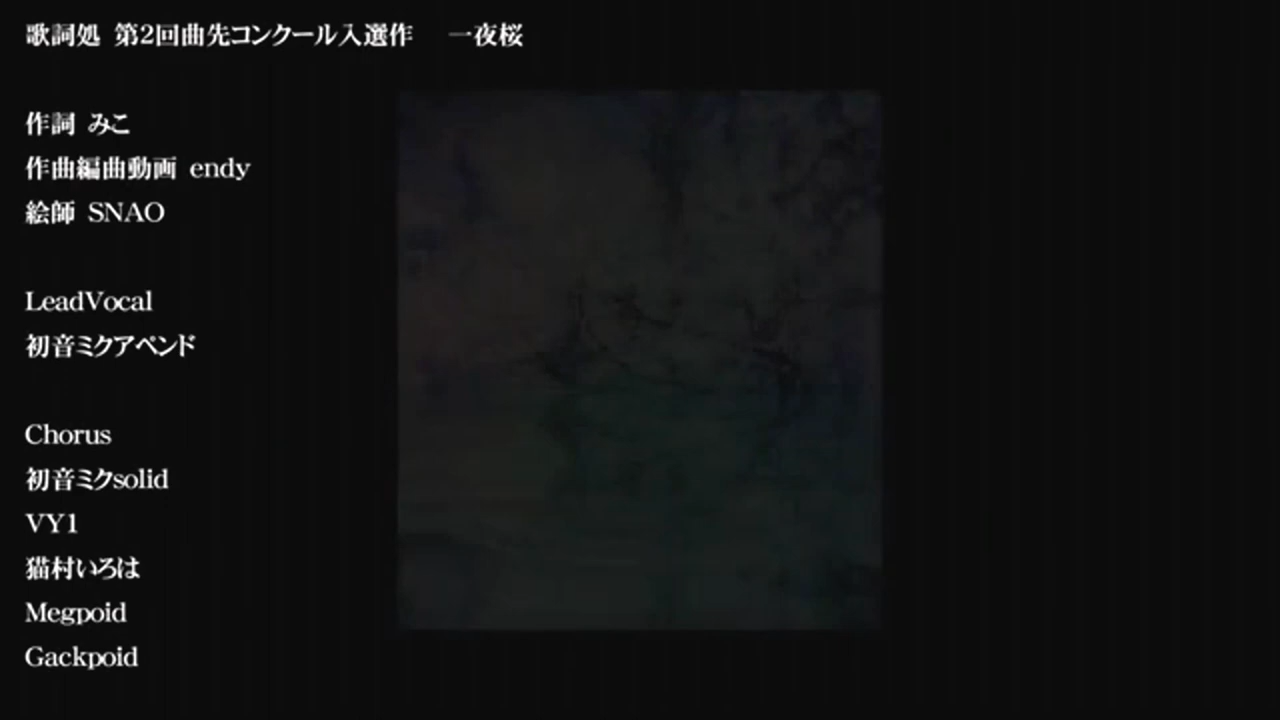 歌詞処 第2回曲先コンクール入選作 一夜桜
作詞 みこ
作曲編曲動画 endy
絵師 SNAO
LeadVocal
初音ミクアペンド
Chorus
初音ミクsolid
VY1
猫村いろは
Megpoid
Gackpoid